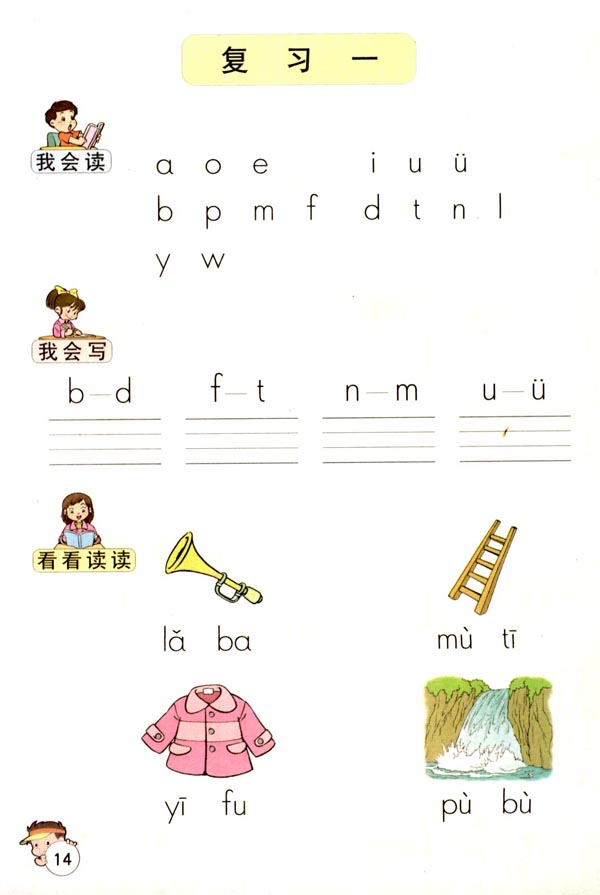 复 习 一
我会读
a o e i u ü
b p m f d t n l
y w
我会写
b—d f—t n—m u—ü
看看读读
lǎ ba mù tī
yī fu pù bù
14